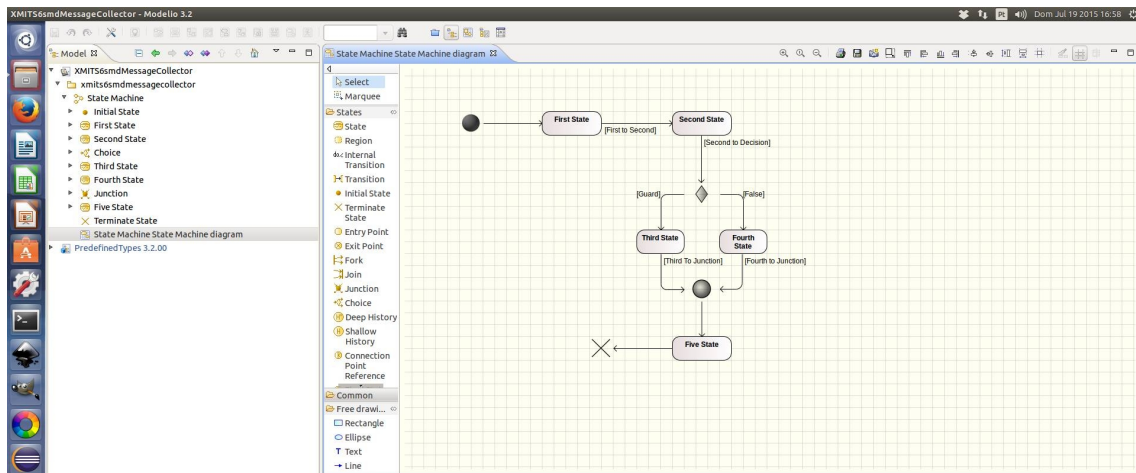 XMITS6smdMessageCollector - Modelio 3.2
Pt
Dom Jul 19 2015 16:58
Model
XMITS6smdMessageCollector
xmits6smdmessagecollector
State Machine
Initial State
First State
Second State
Choice
Third State
Fourth State
Junction
Five State
Terminate State
State Machine State Machine diagram
PredefinedTypes 3.2.00
State Machine State Machine diagram
Select
Marquee
States
State
Region
Internal
Transition
Transition
Initial State
Terminate
State
Entry Point
Exit Point
Fork
Join
Junction
Choice
Deep History
Shallow
History
Connection
Point
Reference
Common
Free drawi...
Rectangle
Ellipse
T Text
Line
First State
[First to Second]
Second State
[Second to Decision]
[Guard]
[False]
Third State
Fourth
State
[Third To Junction]
[Fourth to Junction]
Five State